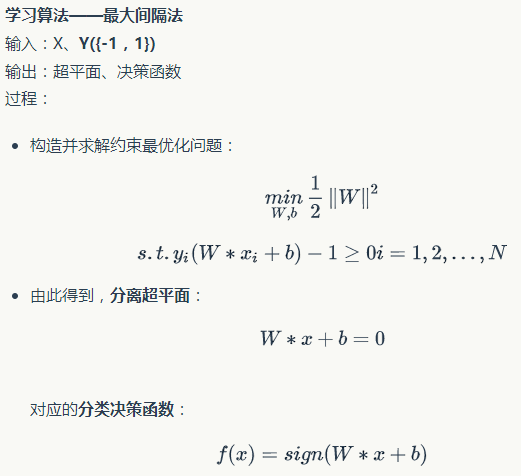 学习算法——最大间隔法
输入：X、Y({-1，1})
输出：超平面、决策函数
过程：
• 构造并求解约束最优化问题：
min_{W,b} \frac{1}{2} \|W\|^2
s.t.y_i(W * x_i + b) - 1 ≥ 0i = 1, 2, ..., N
• 由此得到，分离超平面：
W * x + b = 0
对应的分类决策函数：
f(x) = sign(W * x + b)